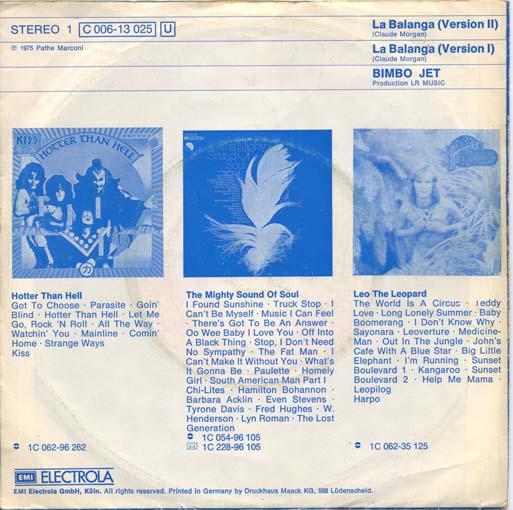 STEREO 1 C 006-13 025 U
℗ 1975 Pathe Marconi
La Balanga (Version II)
(Claude Morgan)
La Balanga (Version I)
(Claude Morgan)
BIMBO JET
Production LR MUSIC
KISS
HOTTER THAN HELL
The Mighty
Sound Of
Soul
Hotter Than Hell
Got To Choose · Parasite · Goin'
Blind · Hotter Than Hell · Let Me
Go, Rock 'N Roll · All The Way ·
Watchin' You · Mainline · Comin'
Home · Strange Ways
Kiss
1C 062-96 262
The Mighty Sound Of Soul
I Found Sunshine · Truck Stop · I
Can't Be Myself · Music I Can Feel
· There's Got To Be An Answer ·
Oo Wee Baby I Love You · Off Into
A Black Thing · Stop, I Don't Need
No Sympathy · The Fat Man · I
Can't Make It Without You · What's
It Gonna Be · Paulette · Homely
Girl · South American Man Part I
Chi-Lites · Hamilton Bohannon ·
Barbara Acklin · Even Stevens ·
Tyrone Davis · Fred Hughes · W.
Henderson · Lyn Roman · The Lost
Generation
1C 054-96 105
1C 228-96 105
Leo The Leopard
The World Is A Circus · Teddy
Love · Long Lonely Summer · Baby
Boomerang · I Don't Know Why ·
Sayonara · Leoverture · Medicine-
Man · Out In The Jungle · John's
Cafe With A Blue Star · Big Little
Elephant · I'm Running · Sunset
Boulevard 1 · Kangaroo · Sunset
Boulevard 2 · Help Me Mama ·
Leopilog
Harpo
1C 062-35 125
EMI ELECTROLA
EMI Electrola GmbH, Köln. All rights reserved. Printed in Germany by Druckhaus Maack KG, 588 Lüdenscheid.